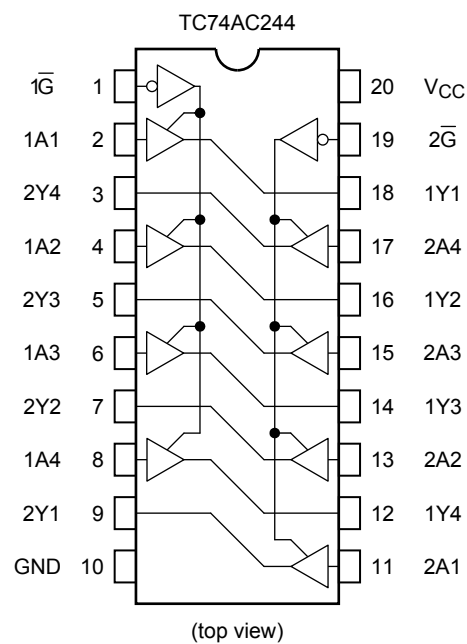 TC74AC244
1G̅ 1 20 VCC
1A1 2 19 2G̅
2Y4 3 18 1Y1
1A2 4 17 2A4
2Y3 5 16 1Y2
1A3 6 15 2A3
2Y2 7 14 1Y3
1A4 8 13 2A2
2Y1 9 12 1Y4
GND 10 11 2A1
(top view)